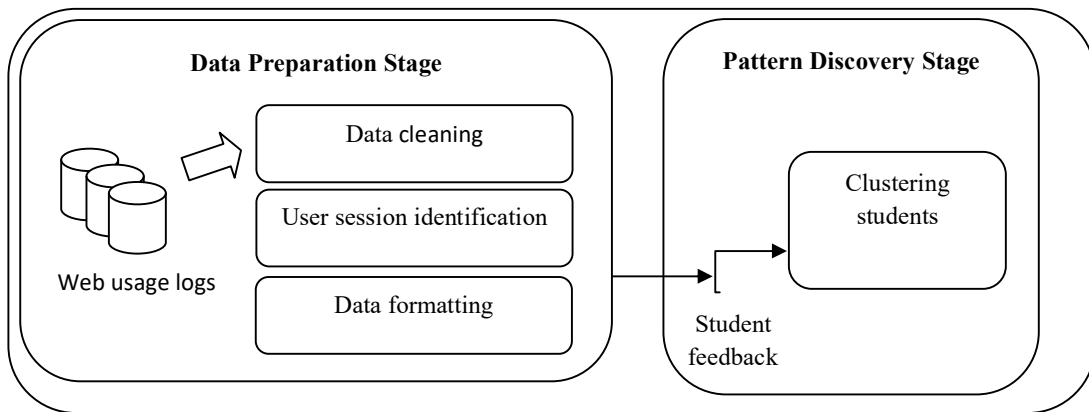 Data Preparation Stage
Data cleaning
User session identification
Data formatting
Web usage logs
Pattern Discovery Stage
Clustering
students
Student
feedback